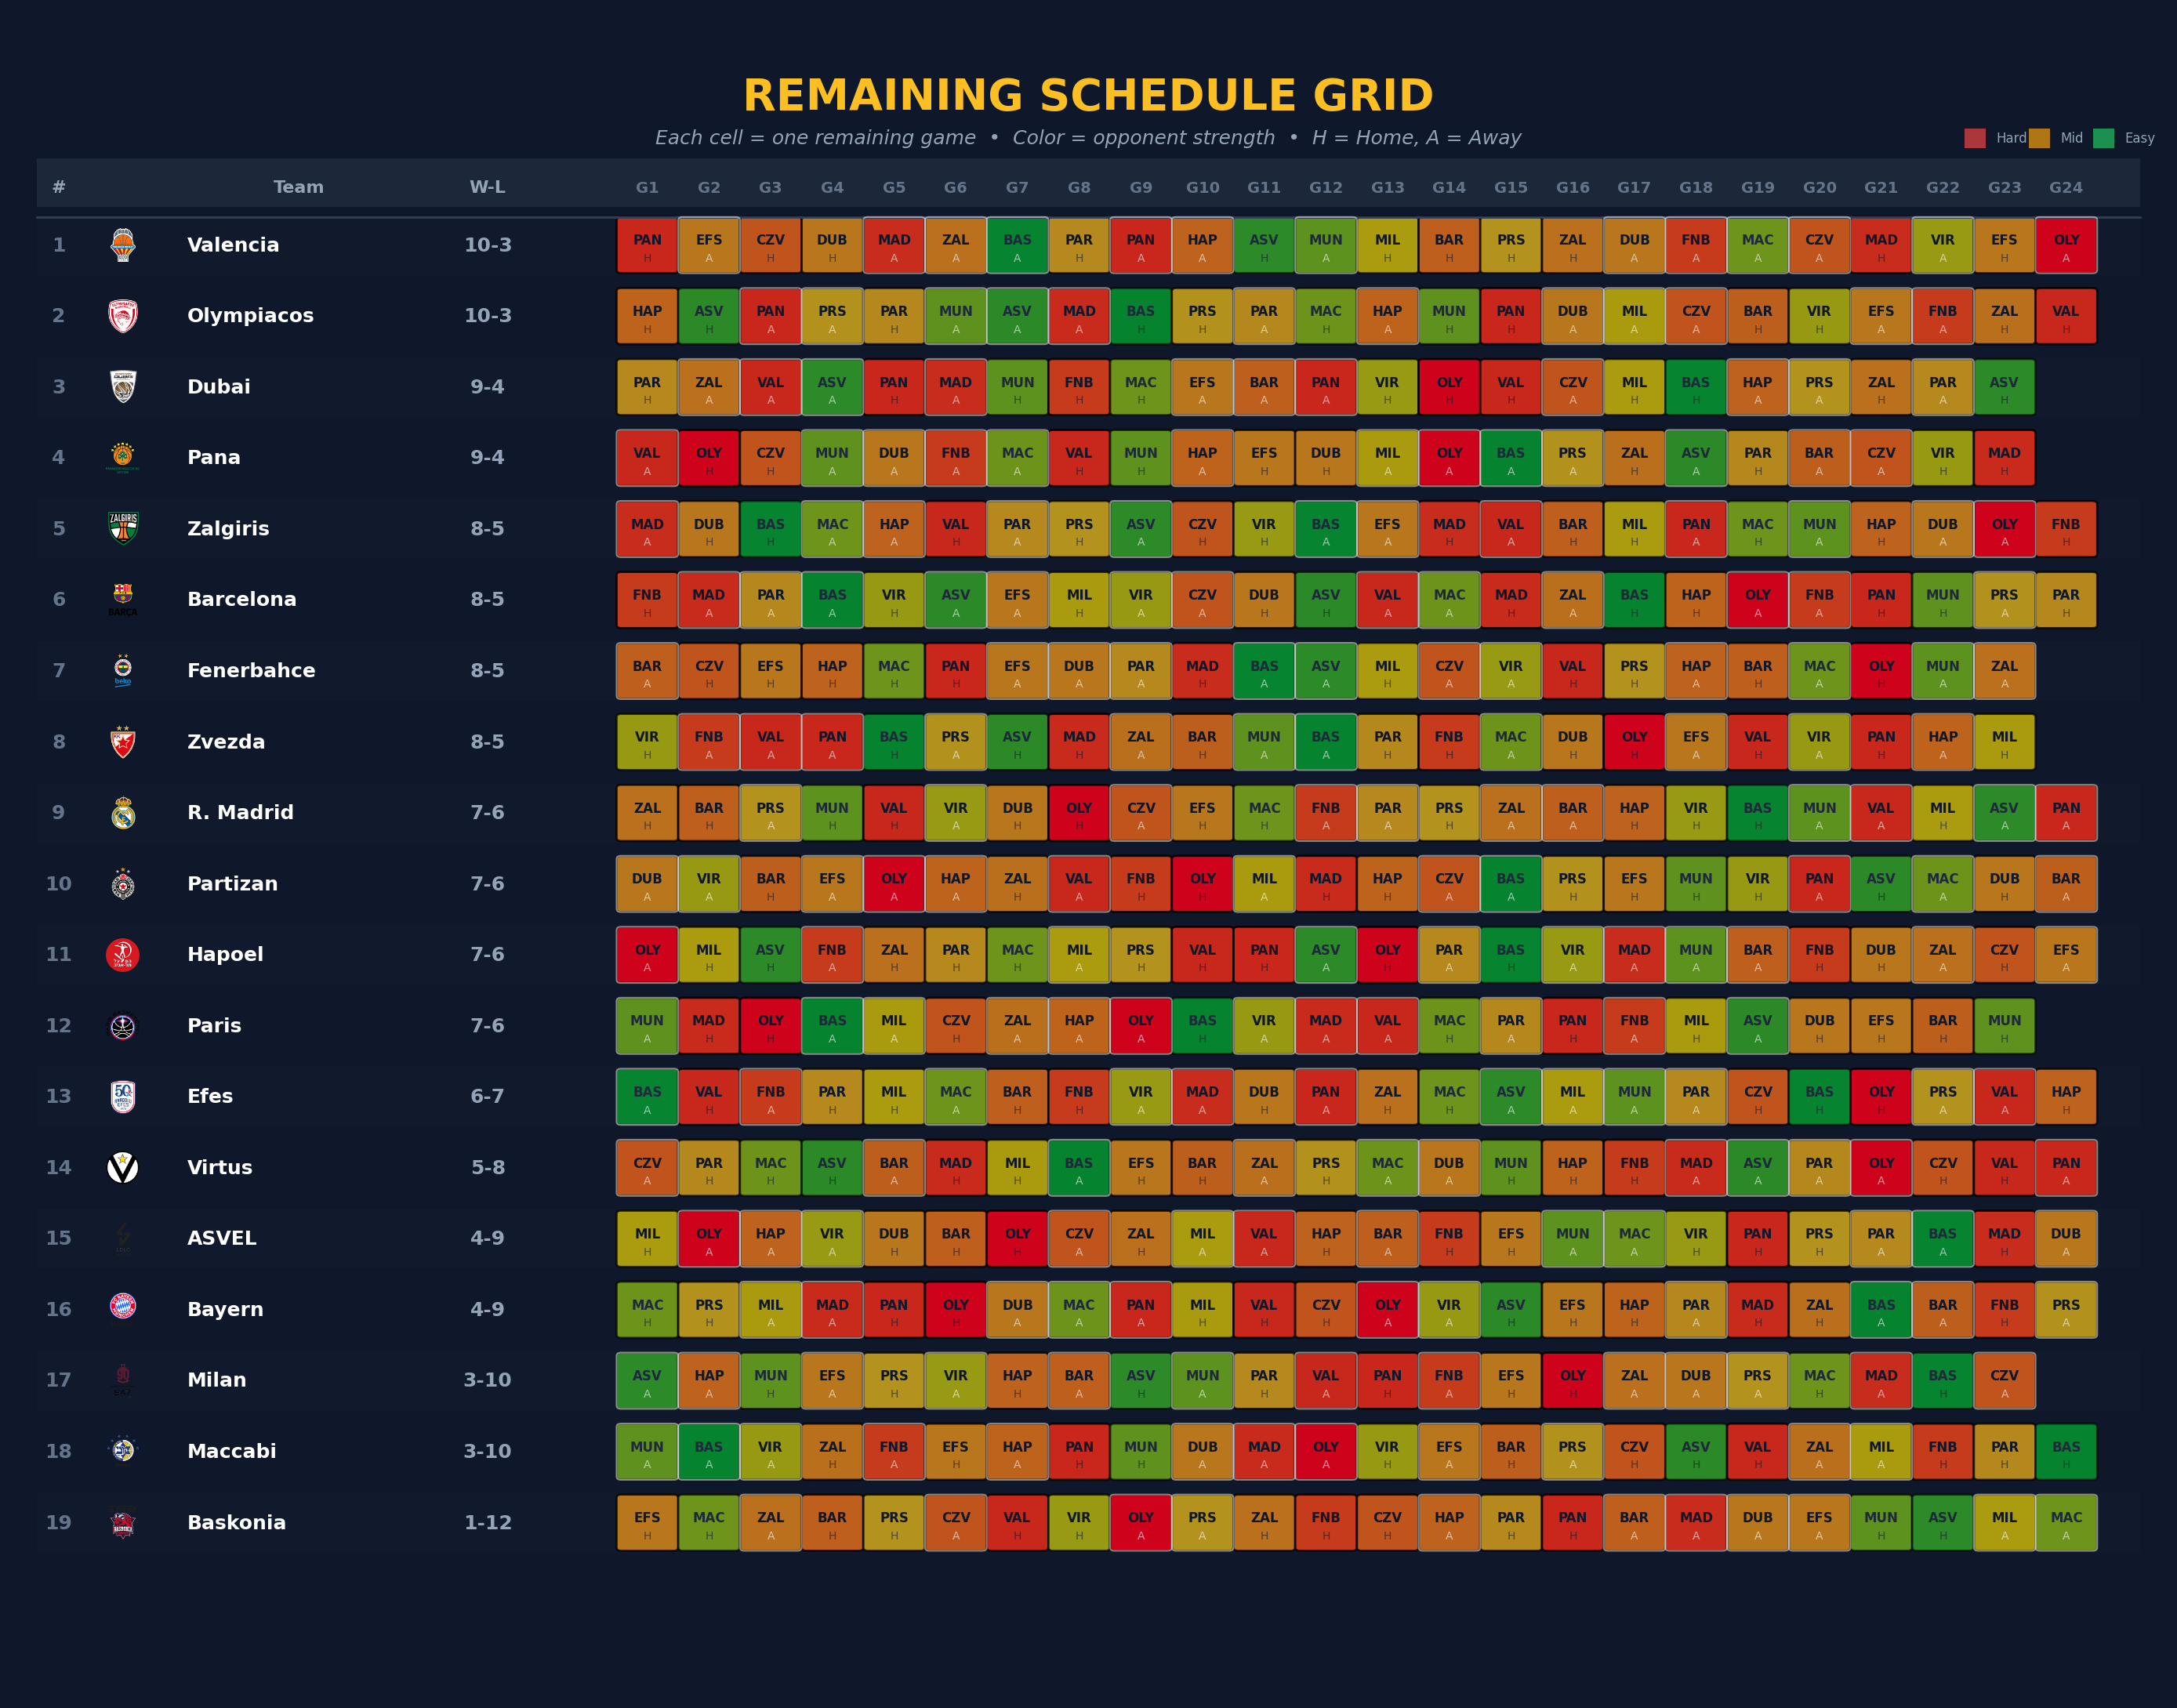 REMAINING SCHEDULE GRID
Each cell = one remaining game • Color = opponent strength • H = Home, A = Away
Hard Mid Easy
# Team W-L G1 G2 G3 G4 G5 G6 G7 G8 G9 G10 G11 G12 G13 G14 G15 G16 G17 G18 G19 G20 G21 G22 G23 G24
1 Valencia 10-3 PAN EFS CZV DUB MAD ZAL BAS PAR PAN HAP ASV MUN MIL BAR PRS ZAL DUB FNB MAC CZV MAD VIR EFS OLY
H A H H A A A H A A H A H H H H A A A A H A H A
2 Olympiacos 10-3 HAP ASV PAN PRS PAR MUN ASV MAD BAS PRS PAR MAC HAP MUN PAN DUB MIL CZV BAR VIR EFS FNB ZAL VAL
H H A A H A A A H H A H A H H A A A H H A A H H
3 Dubai 9-4 PAR ZAL VAL ASV PAN MAD MUN FNB MAC EFS BAR PAN VIR OLY VAL CZV MIL BAS HAP PRS ZAL PAR ASV
H A A A H A H H H A A A H H H A H H A A H A H
4 Pana 9-4 VAL OLY CZV MUN DUB FNB MAC VAL MUN HAP EFS DUB MIL OLY BAS PRS ZAL ASV PAR BAR CZV VIR MAD
A H H A A A A H H A H H A A A A H A H A A H H
5 Zalgiris 8-5 MAD DUB BAS MAC HAP VAL PAR PRS ASV CZV VIR BAS EFS MAD VAL BAR MIL PAN MAC MUN HAP DUB OLY FNB
A H H A A H A H A H H A A H A H H A H A H A A H
6 Barcelona 8-5 FNB MAD PAR BAS VIR ASV EFS MIL VIR CZV DUB ASV VAL MAC MAD ZAL BAS HAP OLY FNB PAN MUN PRS PAR
H A A A H A A H A A H H A A H A H H A A H H A H
7 Fenerbahce 8-5 BAR CZV EFS HAP MAC PAN EFS DUB PAR MAD BAS ASV MIL CZV VIR VAL PRS HAP BAR MAC OLY MUN ZAL
A H H H H H A A A H A A H A A H H A H A H A A
8 Zvezda 8-5 VIR FNB VAL PAN BAS PRS ASV MAD ZAL BAR MUN BAS PAR FNB MAC DUB OLY EFS VAL VIR PAN HAP MIL
H A A A H A H H A H A A H H A H H A H A H A H
9 R. Madrid 7-6 ZAL BAR PRS MUN VAL VIR DUB OLY CZV EFS MAC FNB PAR PRS ZAL BAR HAP VIR BAS MUN VAL MIL ASV PAN
H H A H H A H H A H H A A H A A H H H A A H A A
10 Partizan 7-6 DUB VIR BAR EFS OLY HAP ZAL VAL FNB OLY MIL MAD HAP CZV BAS PRS EFS MUN VIR PAN ASV MAC DUB BAR
A A H A A A H A H H A H H A A H H H H A H A H A
11 Hapoel 7-6 OLY MIL ASV FNB ZAL PAR MAC MIL PRS VAL PAN ASV OLY PAR BAS VIR MAD MUN BAR FNB DUB ZAL CZV EFS
A H H A H H H A H H H A H A H A A A A H H A H A
12 Paris 7-6 MUN MAD OLY BAS MIL CZV ZAL HAP OLY BAS VIR MAD VAL MAC PAR PAN FNB MIL ASV DUB EFS BAR MUN
A H H A A H A A A H A A A H A H A H A H H H H
13 Efes 6-7 BAS VAL FNB PAR MIL MAC BAR FNB VIR MAD DUB PAN ZAL MAC ASV MIL MUN PAR CZV BAS OLY PRS VAL HAP
A H A H H A H H A A H A H H A A A A H H H A A H
14 Virtus 5-8 CZV PAR MAC ASV BAR MAD MIL BAS EFS BAR ZAL PRS MAC DUB MUN HAP FNB MAD ASV PAR OLY CZV VAL PAN
A H H H A H H A H H A H A A H H H A A A A H H A
15 ASVEL 4-9 MIL OLY HAP VIR DUB BAR OLY CZV ZAL MIL VAL HAP BAR FNB EFS MUN MAC VIR PAN PRS PAR BAS MAD DUB
H A A A H H H A H A A H A H H A A H H H A A H A
16 Bayern 4-9 MAC PRS MIL MAD PAN OLY DUB MAC PAN MIL VAL CZV OLY VIR ASV EFS HAP PAR MAD ZAL BAS BAR FNB PRS
H H A A H H A A A H H H A A H H H A H H A A H A
17 Milan 3-10 ASV HAP MUN EFS PRS VIR HAP BAR ASV MUN PAR VAL PAN FNB EFS OLY ZAL DUB PRS MAC MAD BAS CZV
A A H A H A H A H A H A H A H H A A A H A H A
18 Maccabi 3-10 MUN BAS VIR ZAL FNB EFS HAP PAN MUN DUB MAD OLY VIR EFS BAR PRS CZV ASV VAL ZAL MIL FNB PAR BAS
A A A H A H A H H A A A H A H A H H H A A H H H
19 Baskonia 1-12 EFS MAC ZAL BAR PRS CZV VAL VIR OLY PRS ZAL FNB CZV HAP PAR PAN BAR MAD DUB EFS MUN ASV MIL MAC
H H A H H A H H A A H H H A H H A A A A H H A A